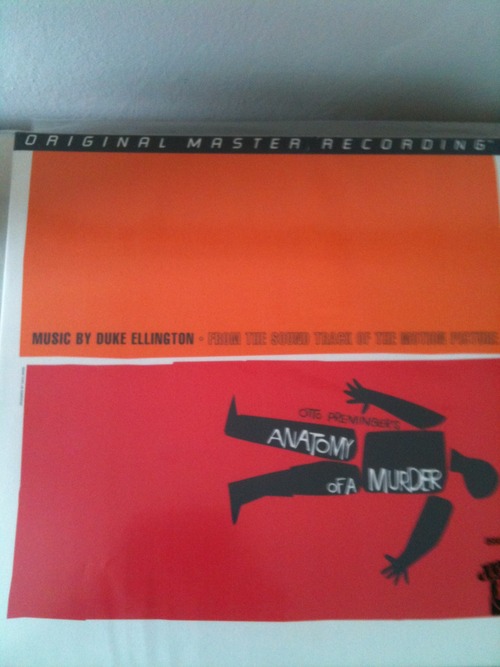 ORIGINAL MASTER RECORDING™
MUSIC BY DUKE ELLINGTON • FROM THE SOUND TRACK OF THE MOTION PICTURE
OTTO PREMINGER'S
ANATOMY
OF A MURDER